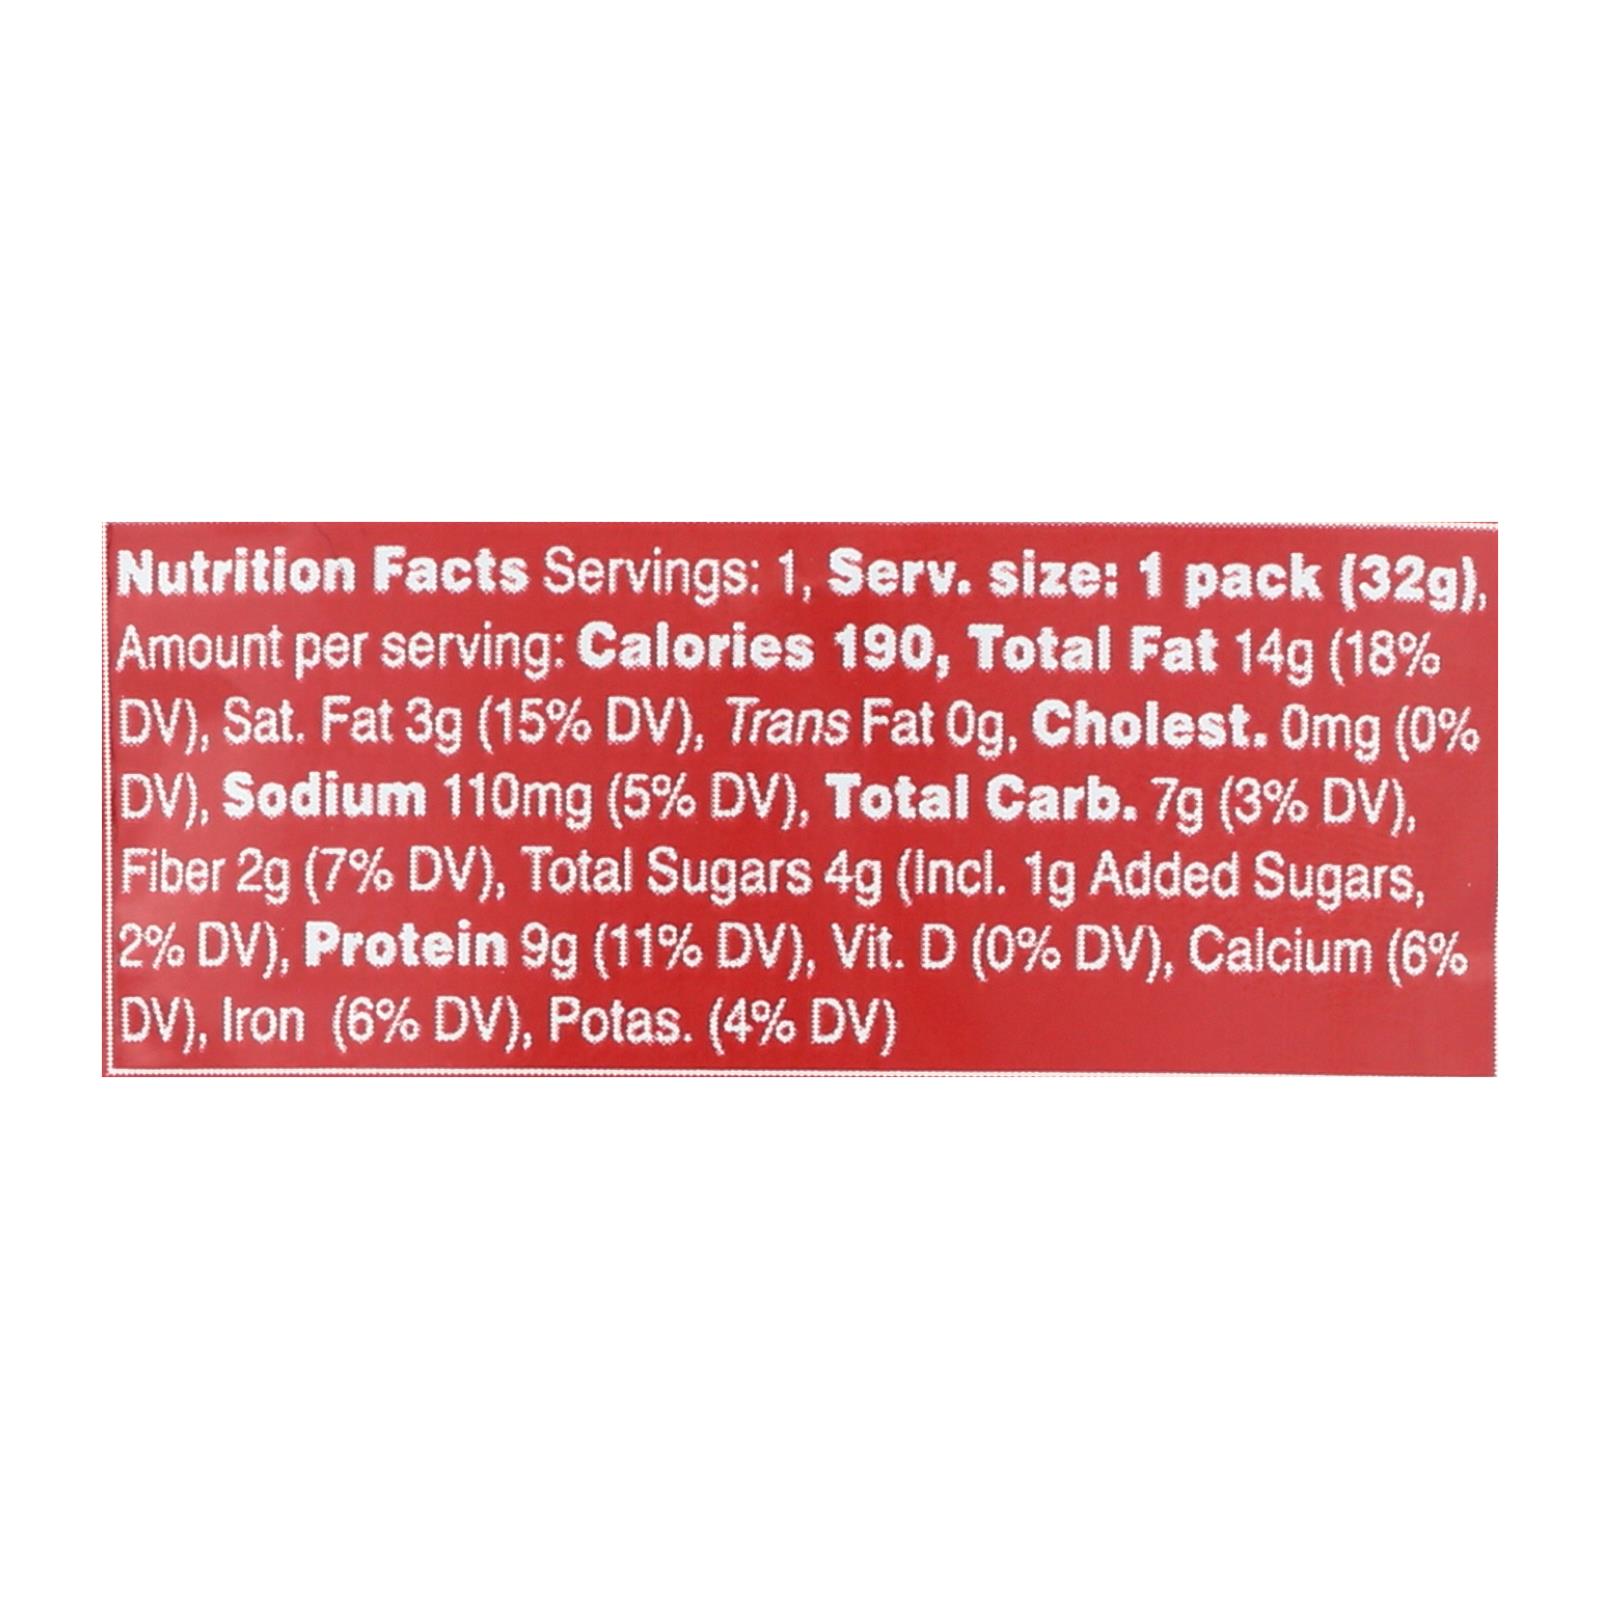 Nutrition Facts Servings: 1, Serv. size: 1 pack (32g),
Amount per serving: Calories 190, Total Fat 14g (18%
DV), Sat. Fat 3g (15% DV), Trans Fat 0g, Cholest. 0mg (0%
DV), Sodium 110mg (5% DV), Total Carb. 7g (3% DV),
Fiber 2g (7% DV), Total Sugars 4g (Incl. 1g Added Sugars,
2% DV), Protein 9g (11% DV), Vit. D (0% DV), Calcium (6%
DV), Iron (6% DV), Potas. (4% DV)